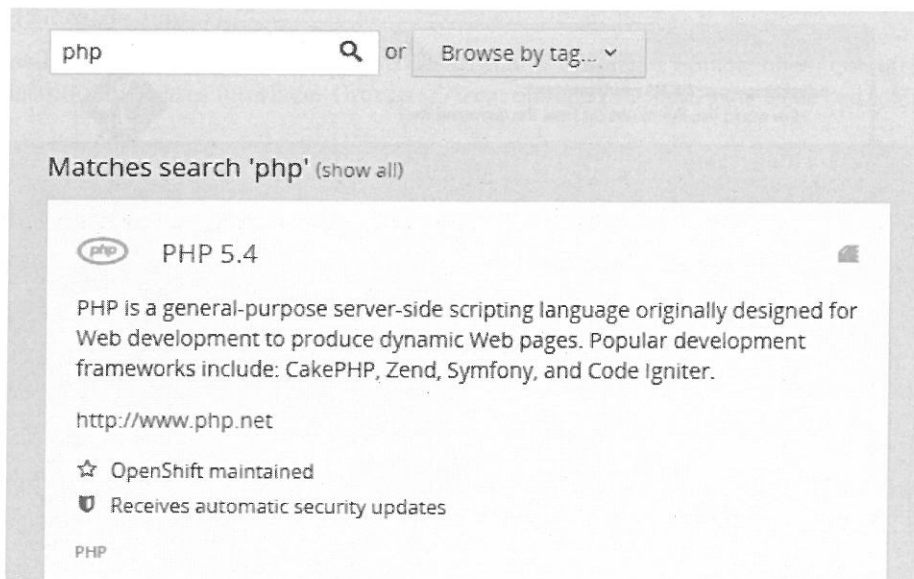 php or Browse by tag...
Matches search 'php' (show all)
php PHP 5.4
PHP is a general-purpose server-side scripting language originally designed for
Web development to produce dynamic Web pages. Popular development
frameworks include: CakePHP, Zend, Symfony, and Code Igniter.
http://www.php.net
OpenShift maintained
Receives automatic security updates
PHP